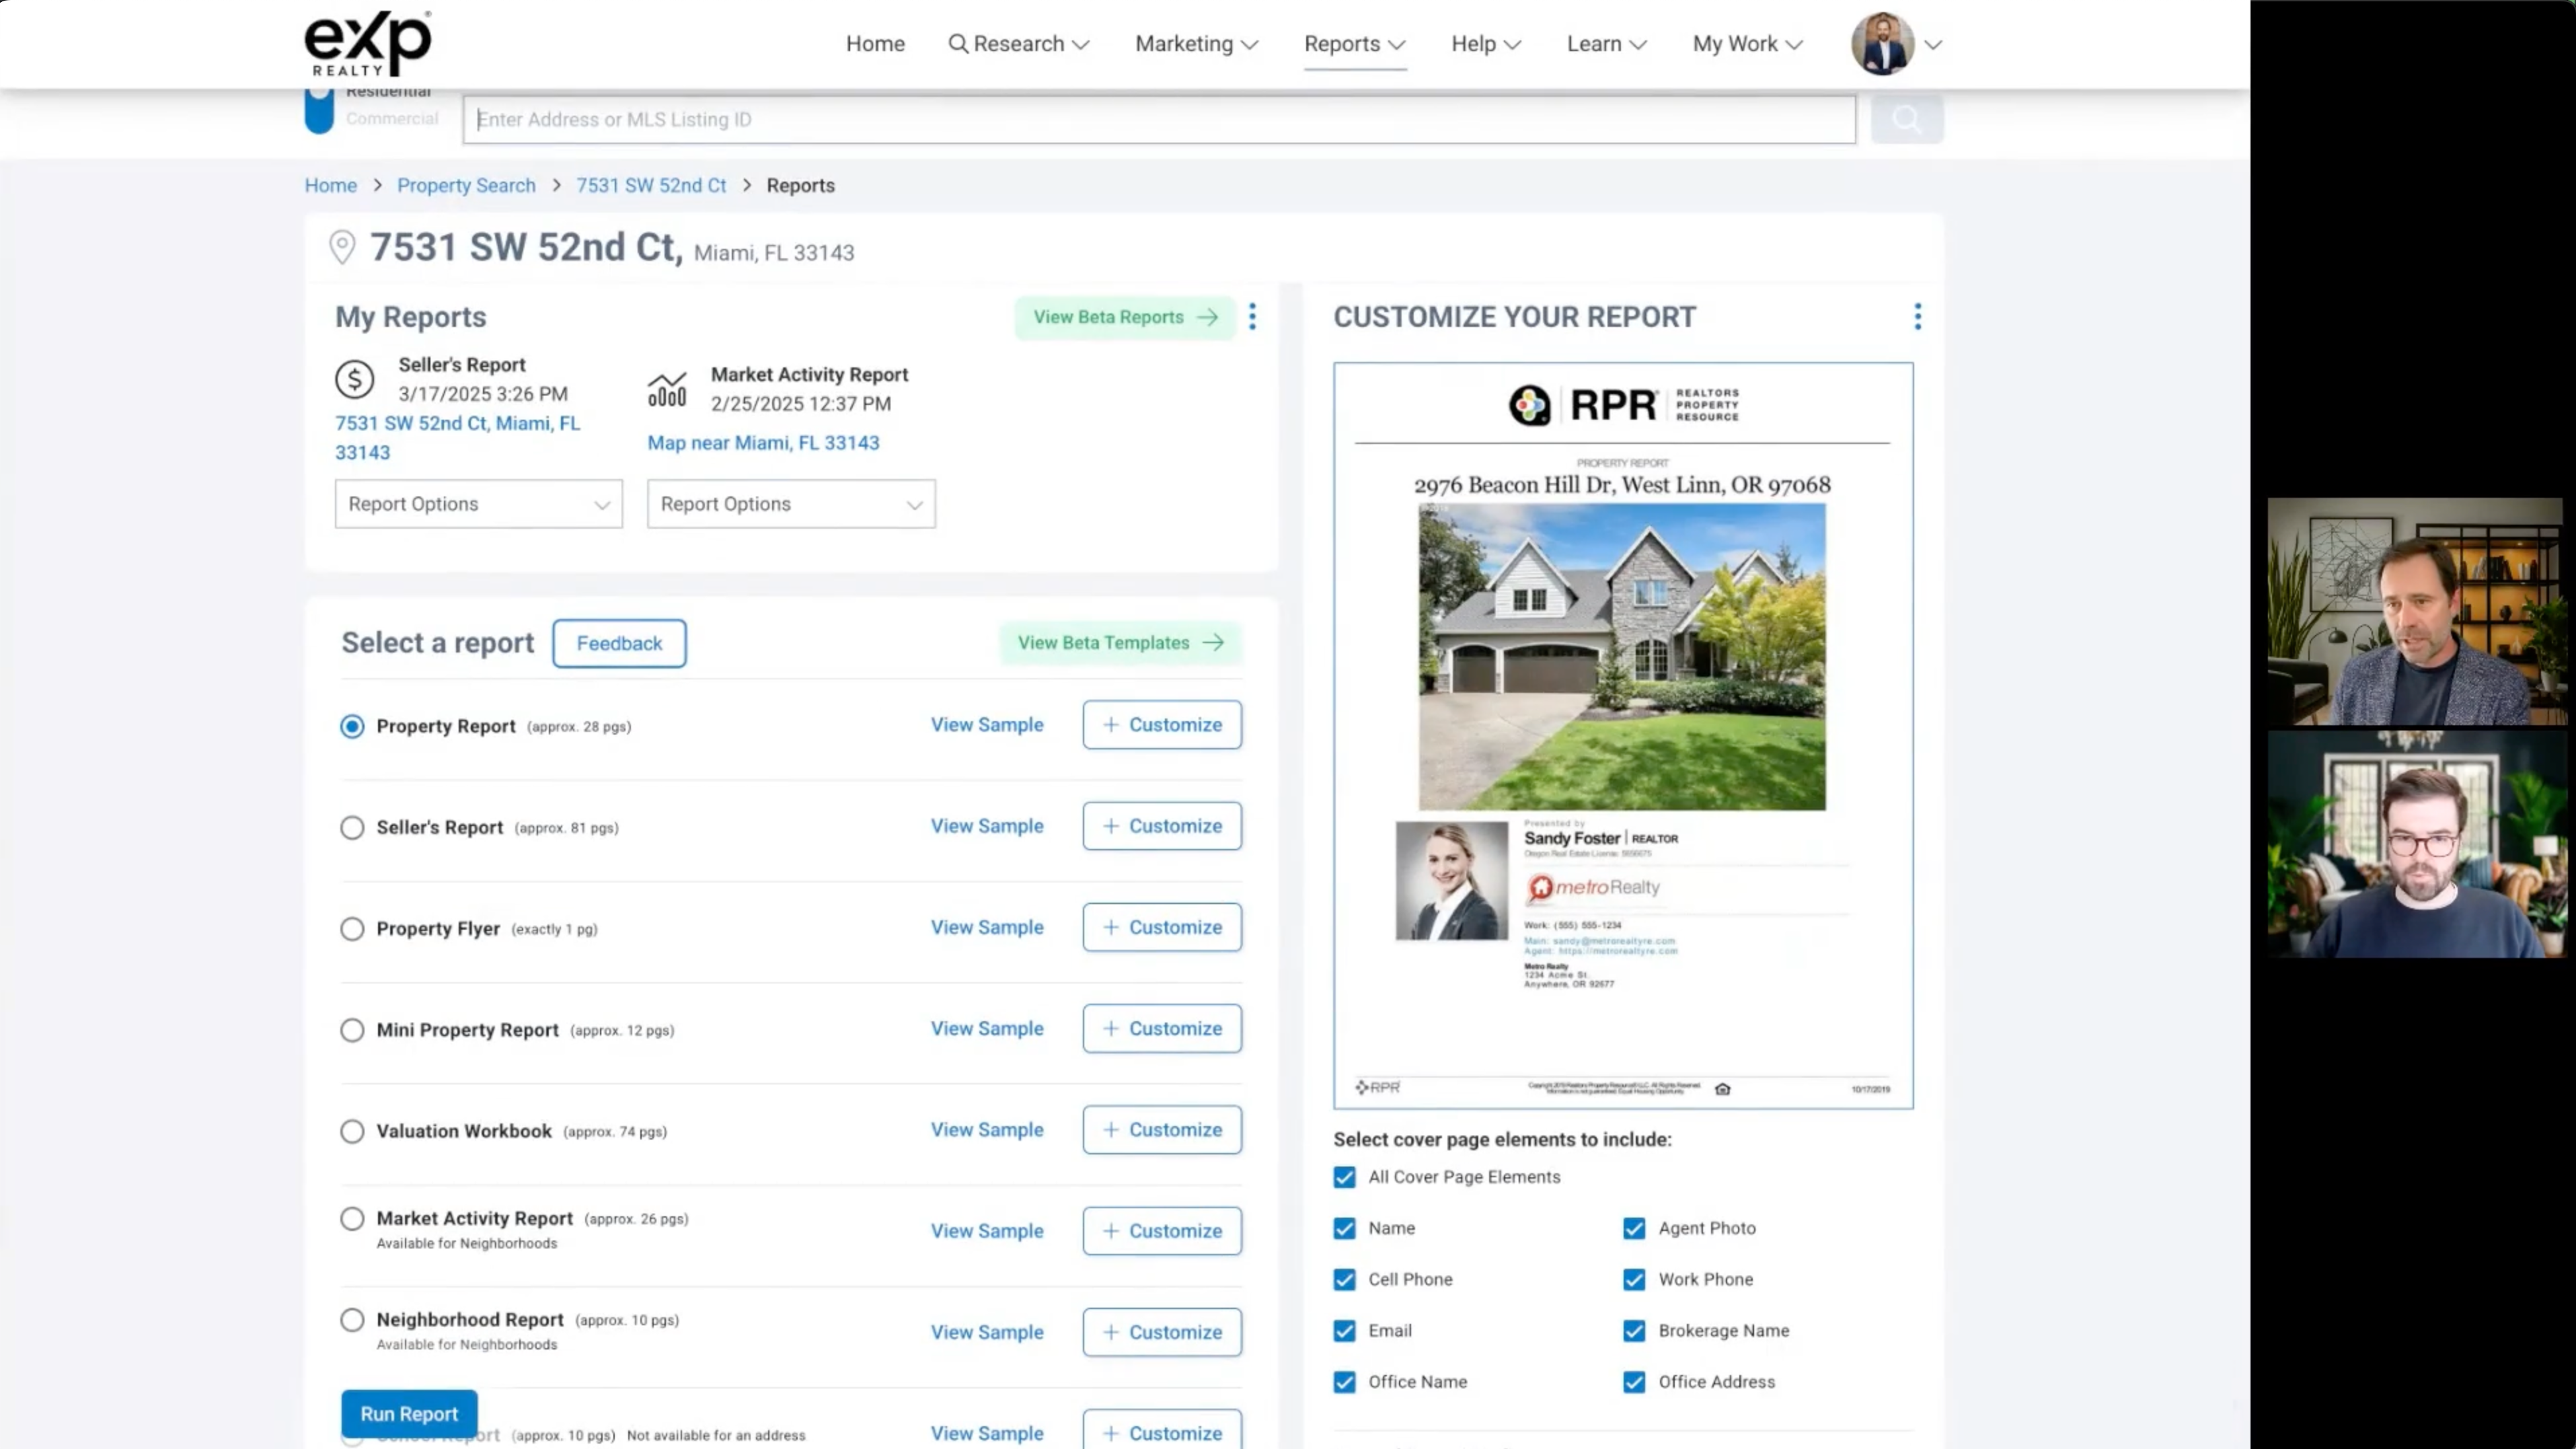 exp
REALTY
Home
Research
Marketing
Reports
Help
Learn
My Work
Residential
Commercial
Enter Address or MLS Listing ID
Home > Property Search > 7531 SW 52nd Ct > Reports
7531 SW 52nd Ct, Miami, FL 33143
My Reports
View Beta Reports →
Seller's Report
3/17/2025 3:26 PM
7531 SW 52nd Ct, Miami, FL
33143
Report Options
Market Activity Report
2/25/2025 12:37 PM
Map near Miami, FL 33143
Report Options
Select a report
Feedback
View Beta Templates →
Property Report (approx. 28 pgs)
View Sample
+ Customize
Seller's Report (approx. 81 pgs)
View Sample
+ Customize
Property Flyer (exactly 1 pg)
View Sample
+ Customize
Mini Property Report (approx. 12 pgs)
View Sample
+ Customize
Valuation Workbook (approx. 74 pgs)
View Sample
+ Customize
Market Activity Report (approx. 26 pgs)
Available for Neighborhoods
View Sample
+ Customize
Neighborhood Report (approx. 10 pgs)
Available for Neighborhoods
View Sample
+ Customize
Run Report
(approx. 10 pgs) Not available for an address
View Sample
+ Customize
CUSTOMIZE YOUR REPORT
RPR
REALTORS
PROPERTY
RESOURCE
PROPERTY REPORT
2976 Beacon Hill Dr, West Linn, OR 97068
Presented by
Sandy Foster | REALTOR
Oregon Real Estate License:
metroRealty
Work: (555) 555-1234
Main: sandy@metrorealtyre.com
Agent: https://metrorealtyre.com
Metro Realty
1234 Acme St.
Anywhere, OR 92677
RPR
10/17/2019
Select cover page elements to include:
All Cover Page Elements
Name
Agent Photo
Cell Phone
Work Phone
Email
Brokerage Name
Office Name
Office Address